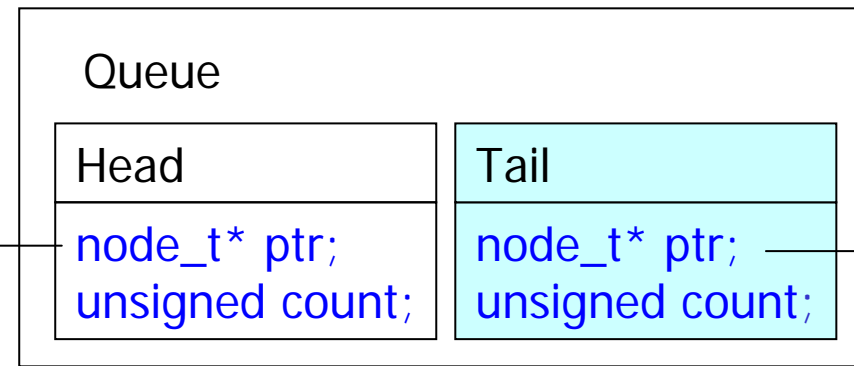 Queue
Head
node_t* ptr;
unsigned count;
Tail
node_t* ptr;
unsigned count;